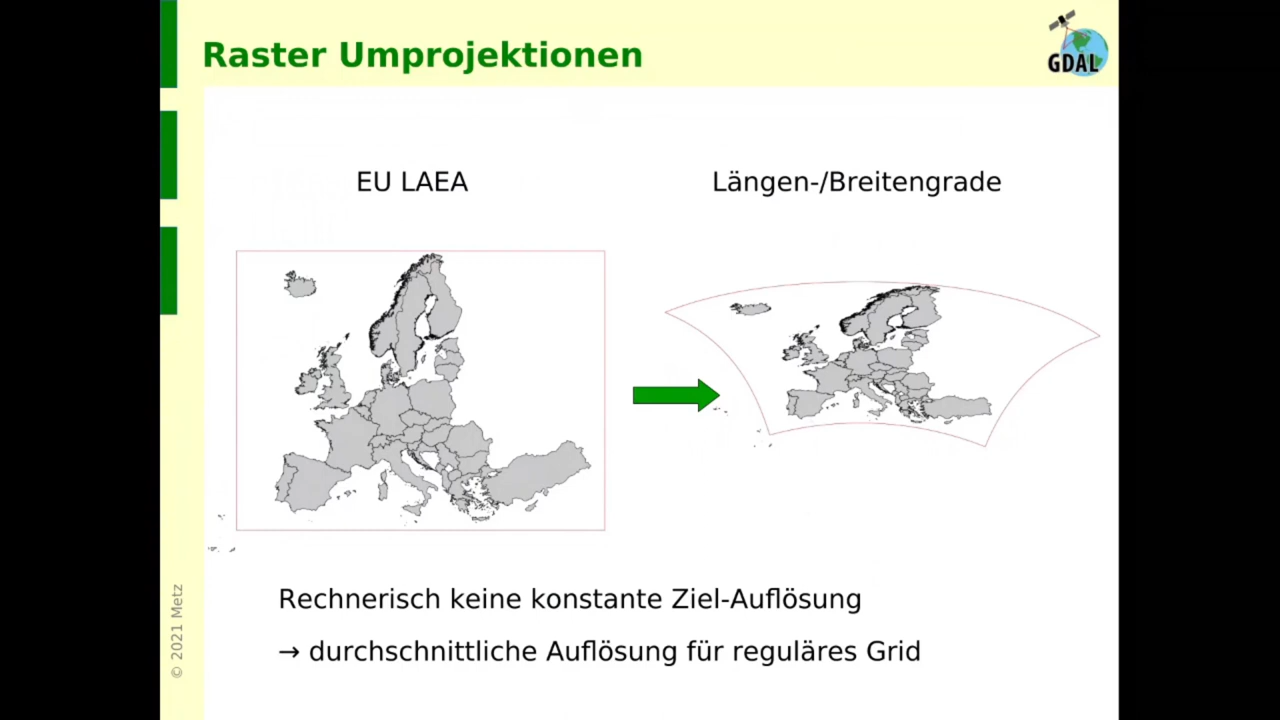 Raster Umprojektionen
GDAL
EU LAEA
Längen-/Breitengrade
Rechnerisch keine konstante Ziel-Auflösung
→ durchschnittliche Auflösung für reguläres Grid
© 2021 Metz